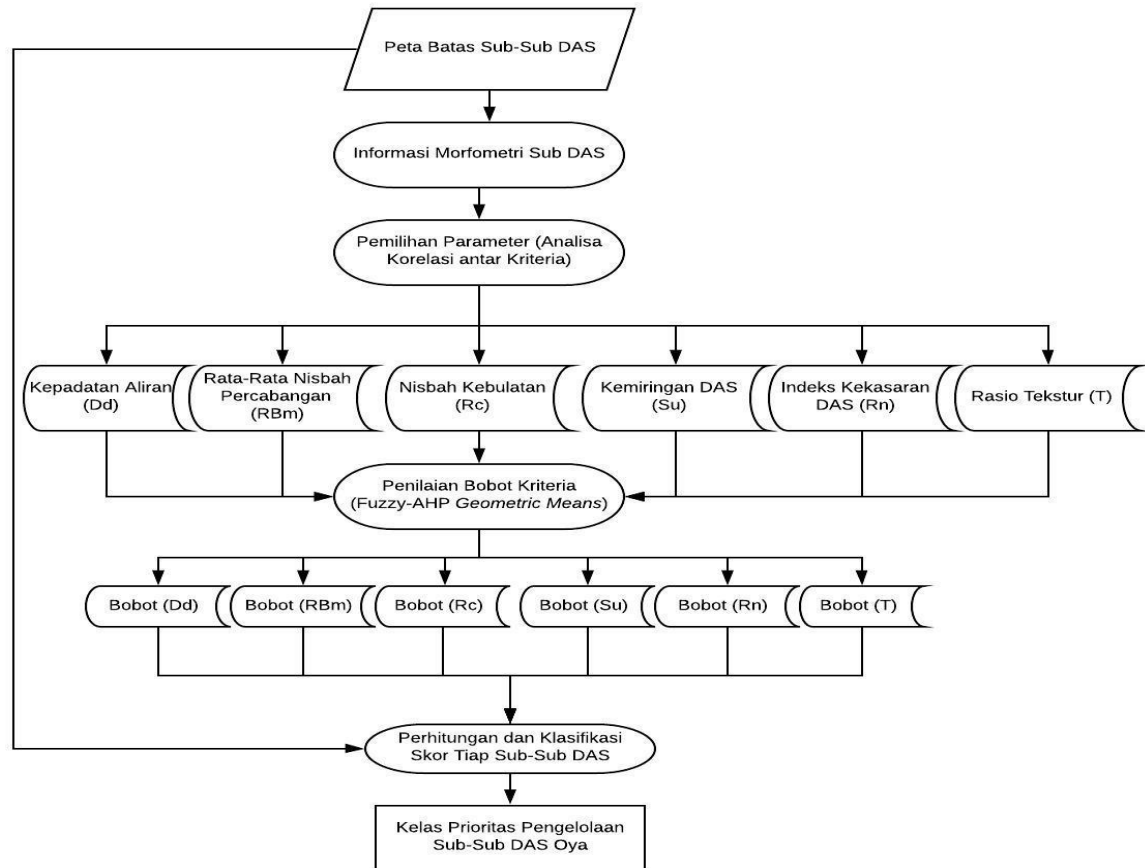 Peta Batas Sub-Sub DAS
Informasi Morfometri Sub DAS
Pemilihan Parameter (Analisa
Korelasi antar Kriteria)
Kepadatan Aliran
(Dd)
Rata-Rata Nisbah
Percabangan
(RBm)
Nisbah Kebulatan
(Rc)
Kemiringan DAS
(Su)
Indeks Kekasaran
DAS (Rn)
Rasio Tekstur (T)
Penilaian Bobot Kriteria
(Fuzzy-AHP Geometric Means)
Bobot (Dd)
Bobot (RBm)
Bobot (Rc)
Bobot (Su)
Bobot (Rn)
Bobot (T)
Perhitungan dan Klasifikasi
Skor Tiap Sub-Sub DAS
Kelas Prioritas Pengelolaan
Sub-Sub DAS Oya